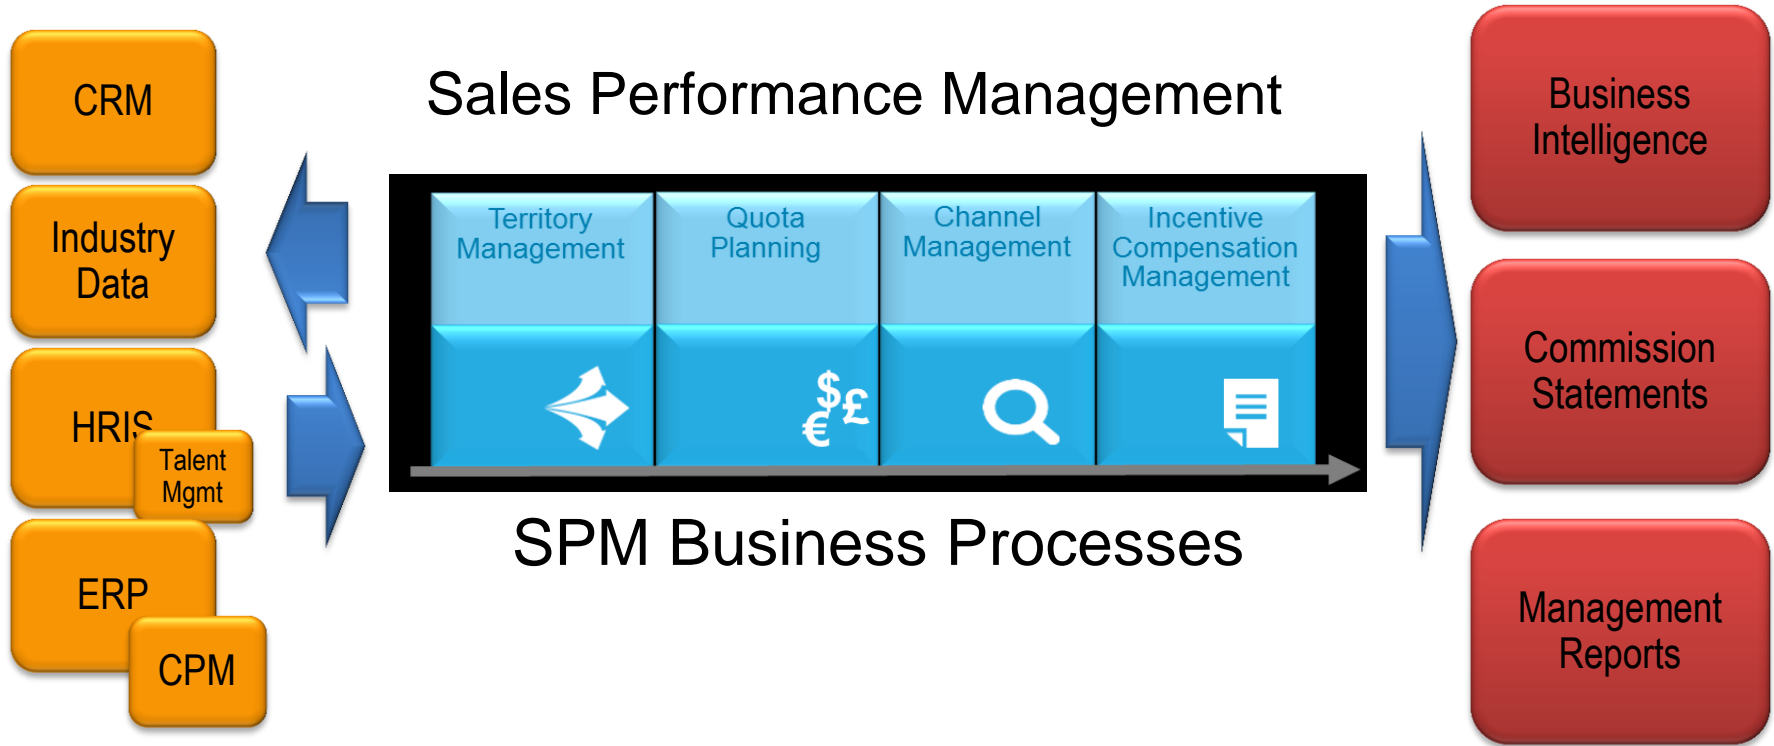 CRM
Industry
Data
HRIS
Talent
Mgmt
ERP
CPM
Sales Performance Management
Territory
Management
Quota
Planning
Channel
Management
Incentive
Compensation
Management
$
£
€
SPM Business Processes
Business
Intelligence
Commission
Statements
Management
Reports